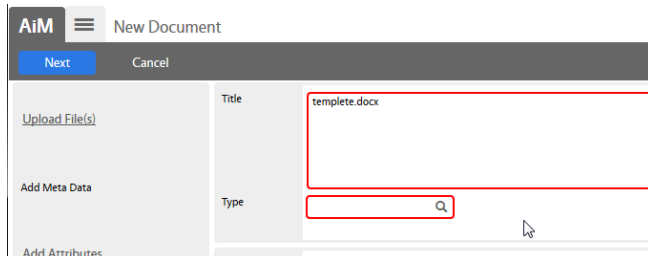 AiM New Document
Next Cancel
Upload File(s)
Title templete.docx
Add Meta Data
Type
Add Attributes